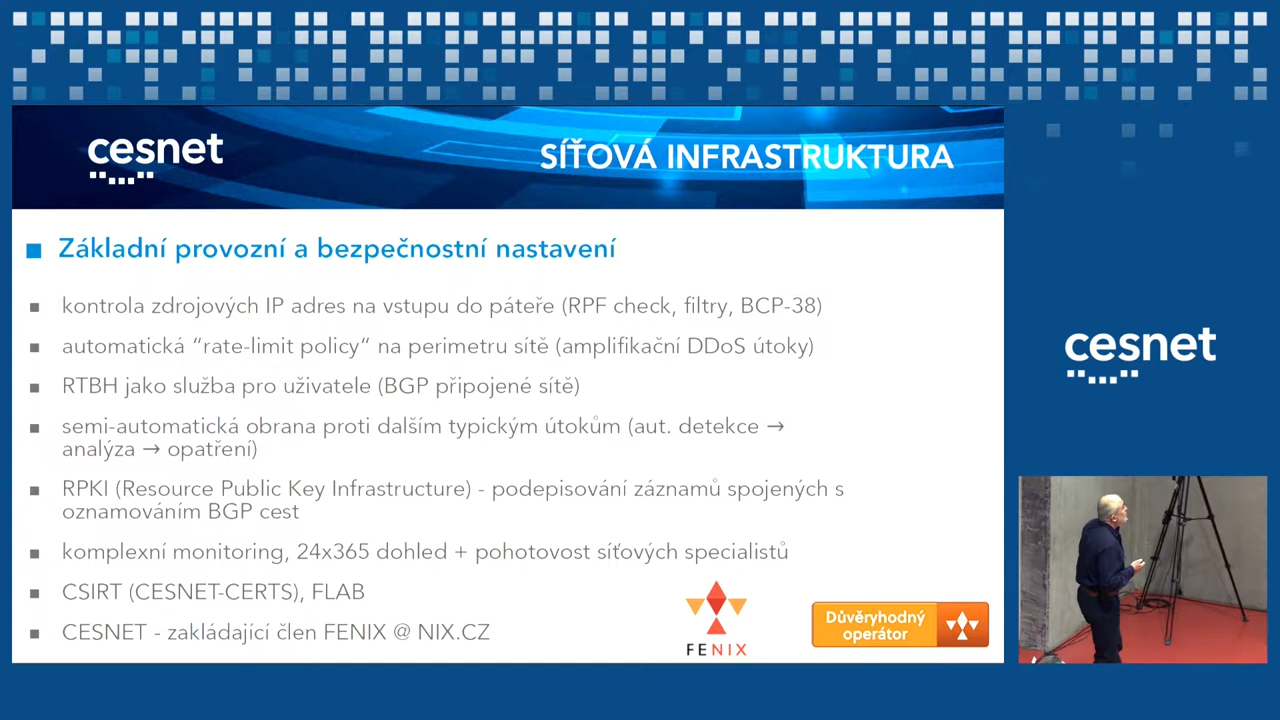 cesnet
SÍŤOVÁ INFRASTRUKTURA
Základní provozní a bezpečnostní nastavení
kontrola zdrojových IP adres na vstupu do páteře (RPF check, filtry, BCP-38)
automatická “rate-limit policy“ na perimetru sítě (amplifikační DDoS útoky)
RTBH jako služba pro uživatele (BGP připojené sítě)
semi-automatická obrana proti dalším typickým útokům (aut. detekce →
analýza → opatření)
RPKI (Resource Public Key Infrastructure) - podepisování záznamů spojených s
oznamováním BGP cest
komplexní monitoring, 24x365 dohled + pohotovost síťových specialistů
CSIRT (CESNET-CERTS), FLAB
CESNET - zakládající člen FENIX @ NIX.CZ
FENIX
Důvěryhodný
operátor
cesnet